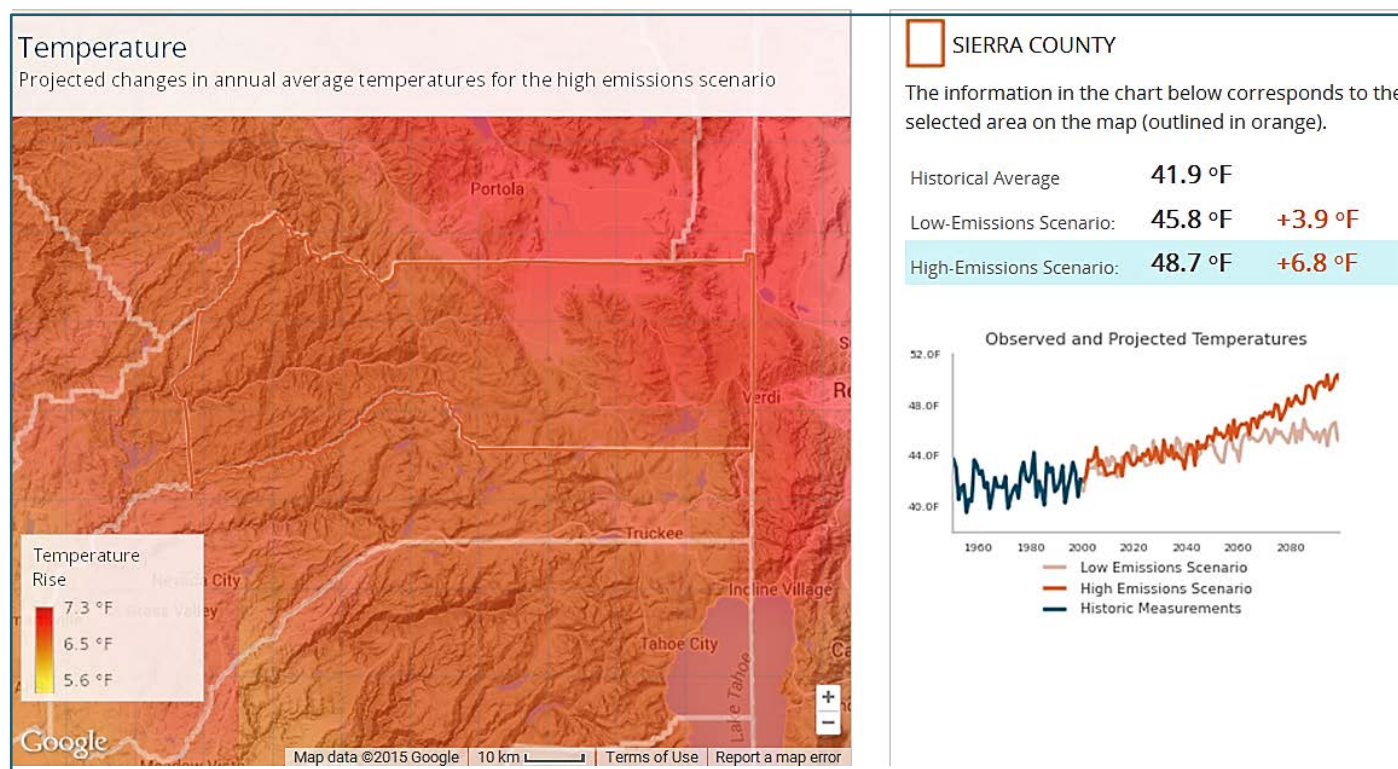 Temperature
Projected changes in annual average temperatures for the high emissions scenario
Portola
Verdi
Truckee
Nevada City
Grass Valley
Incline Village
Tahoe City
Lake Tahoe
Meadow Vista
Temperature
Rise
7.3 °F
6.5 °F
5.6 °F
+
−
Google
Map data ©2015 Google
10 km
Terms of Use
Report a map error
SIERRA COUNTY
The information in the chart below corresponds to the
selected area on the map (outlined in orange).
Historical Average 41.9 °F
Low-Emissions Scenario: 45.8 °F +3.9 °F
High-Emissions Scenario: 48.7 °F +6.8 °F
Observed and Projected Temperatures
52.0F
48.0F
44.0F
40.0F
1960 1980 2000 2020 2040 2060 2080
Low Emissions Scenario
High Emissions Scenario
Historic Measurements